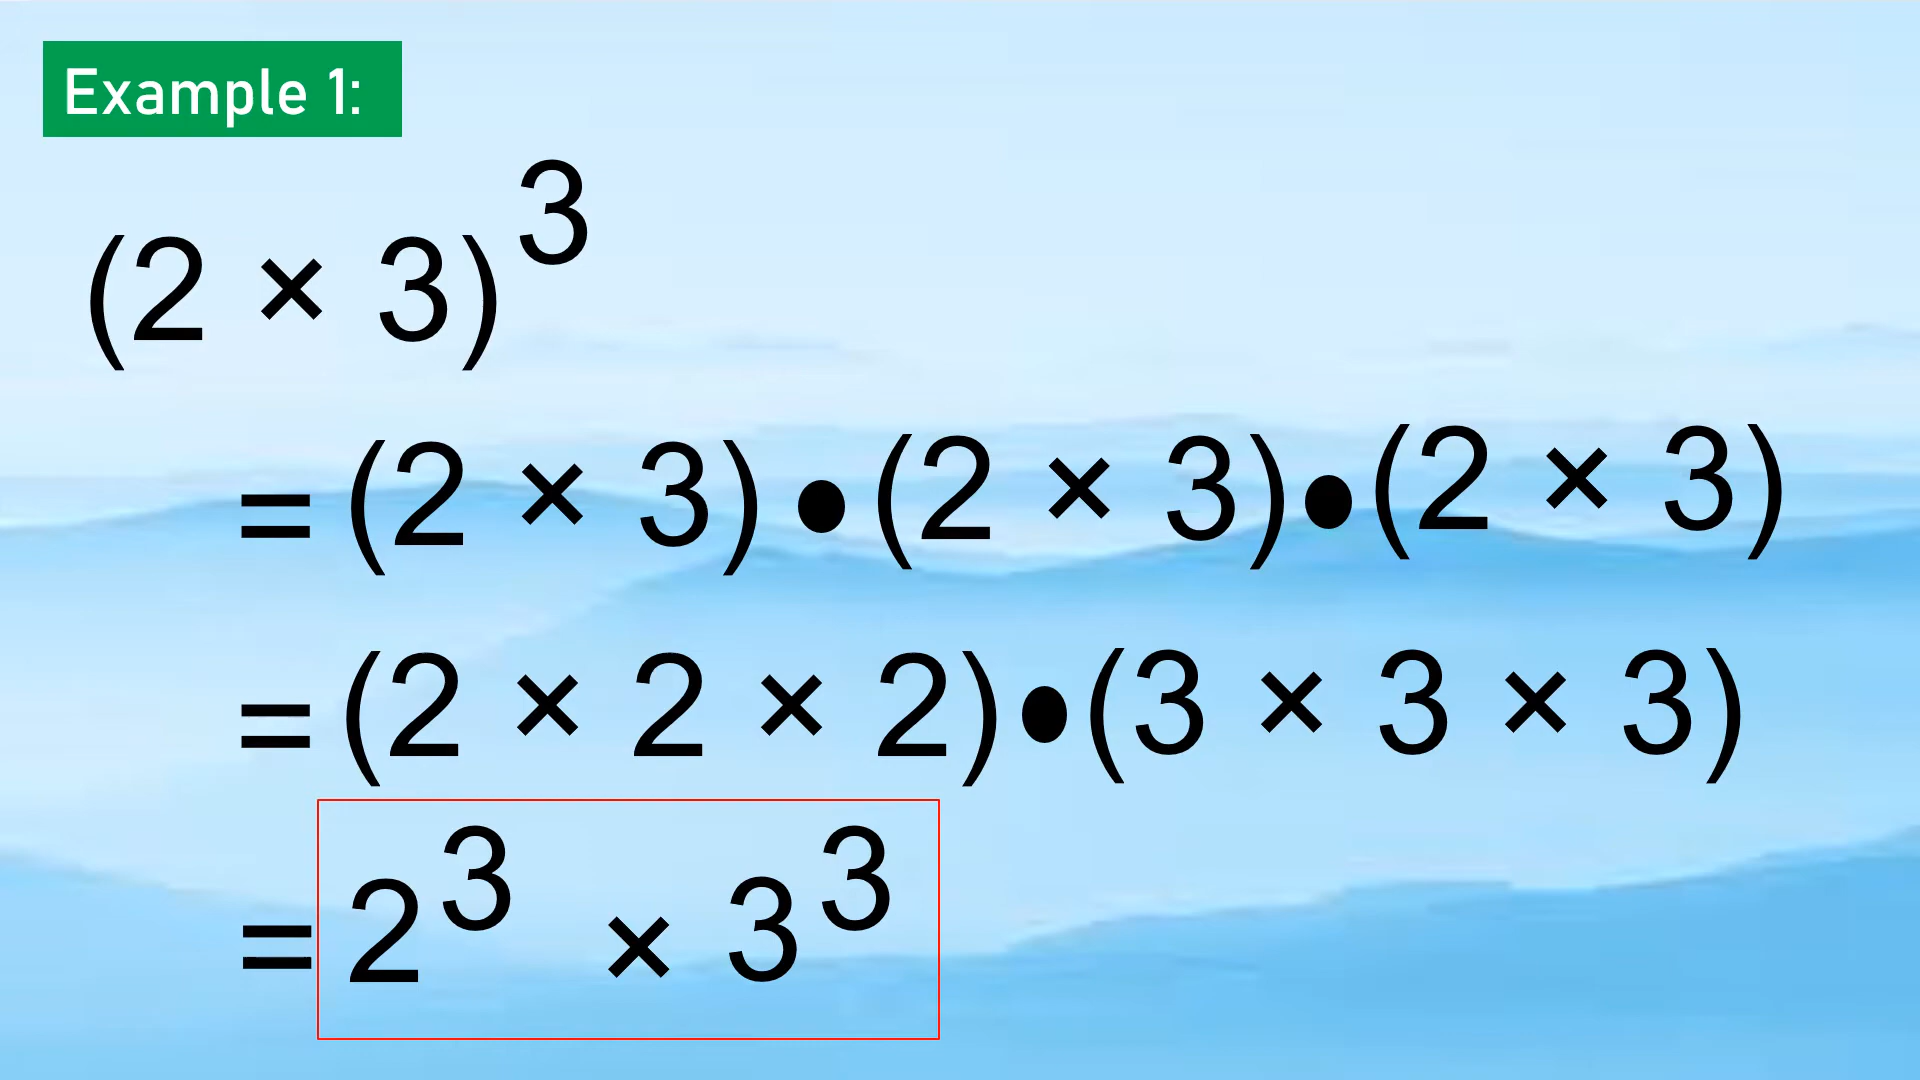 Example 1:
(2 × 3)³
= (2 × 3) • (2 × 3) • (2 × 3)
= (2 × 2 × 2) • (3 × 3 × 3)
= 2³ × 3³